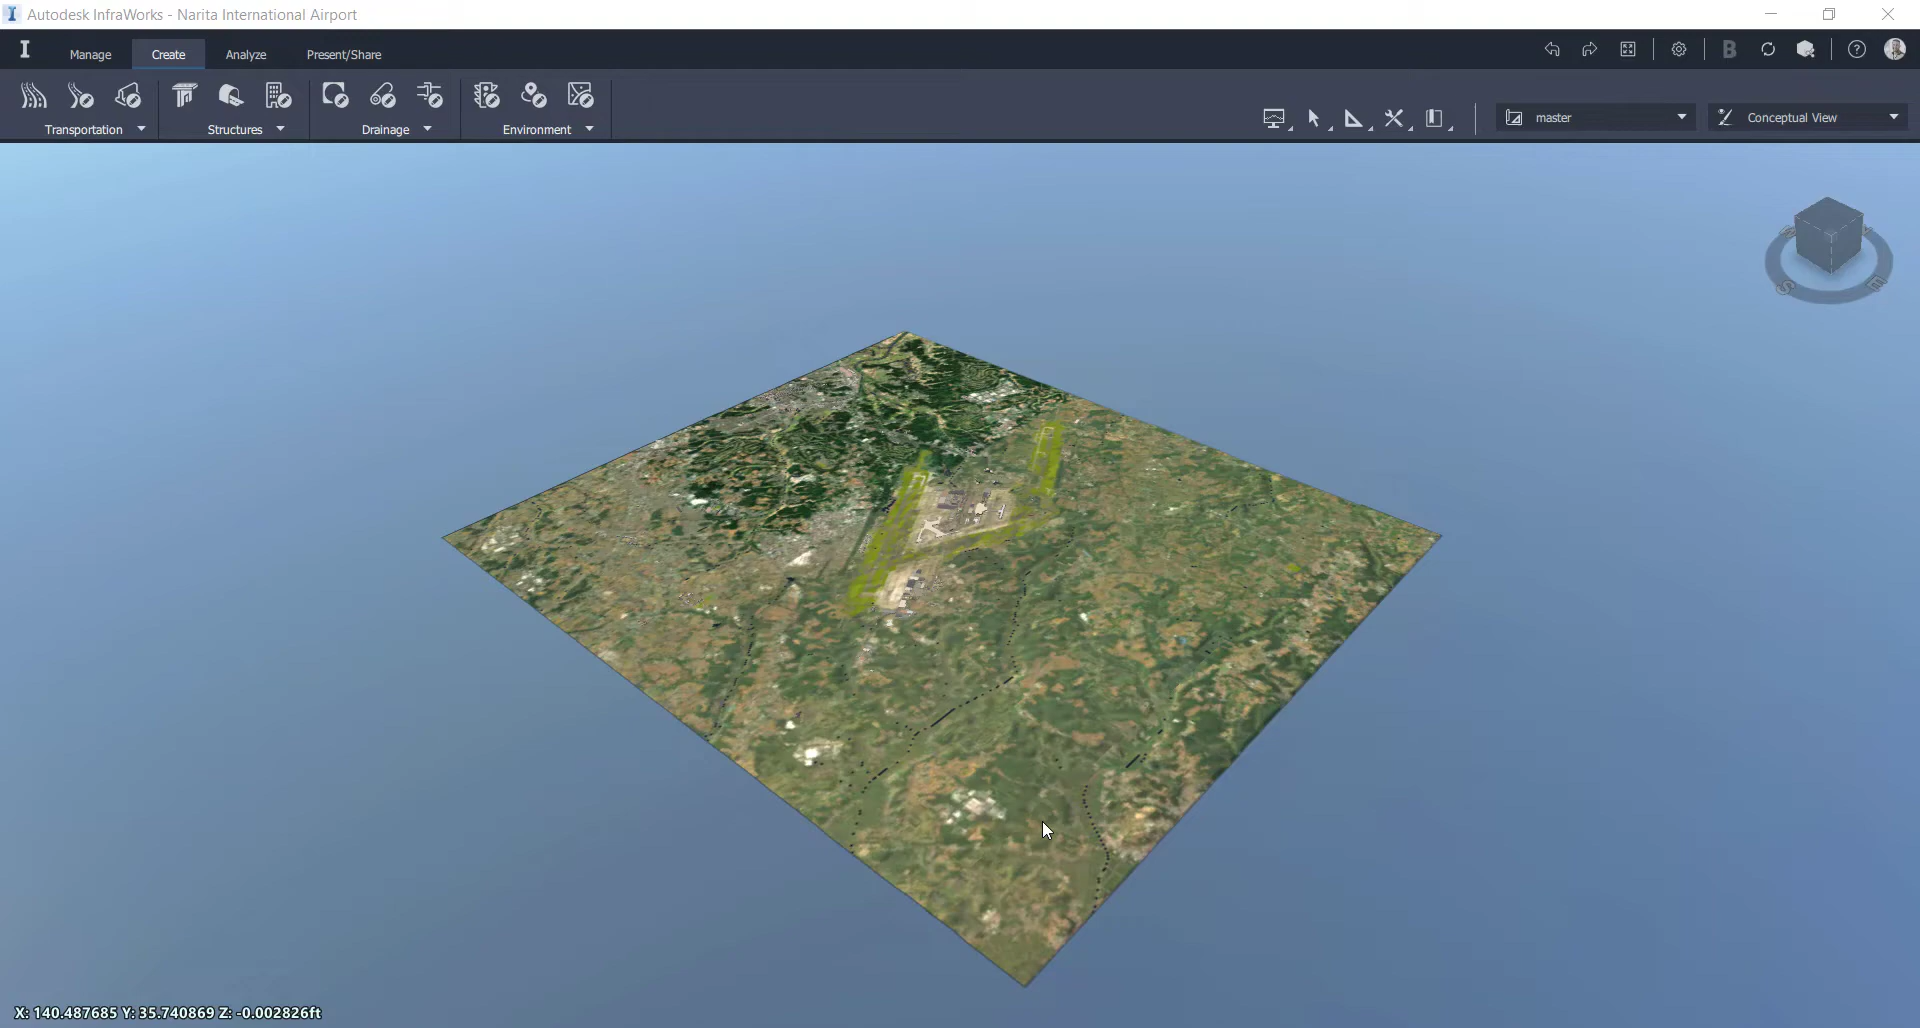 Autodesk InfraWorks - Narita International Airport
I
Manage
Create
Analyze
Present/Share
B
Transportation
Structures
Drainage
Environment
master
Conceptual View
S
E
X: 140.487685 Y: 35.740869 Z: -0.002826ft